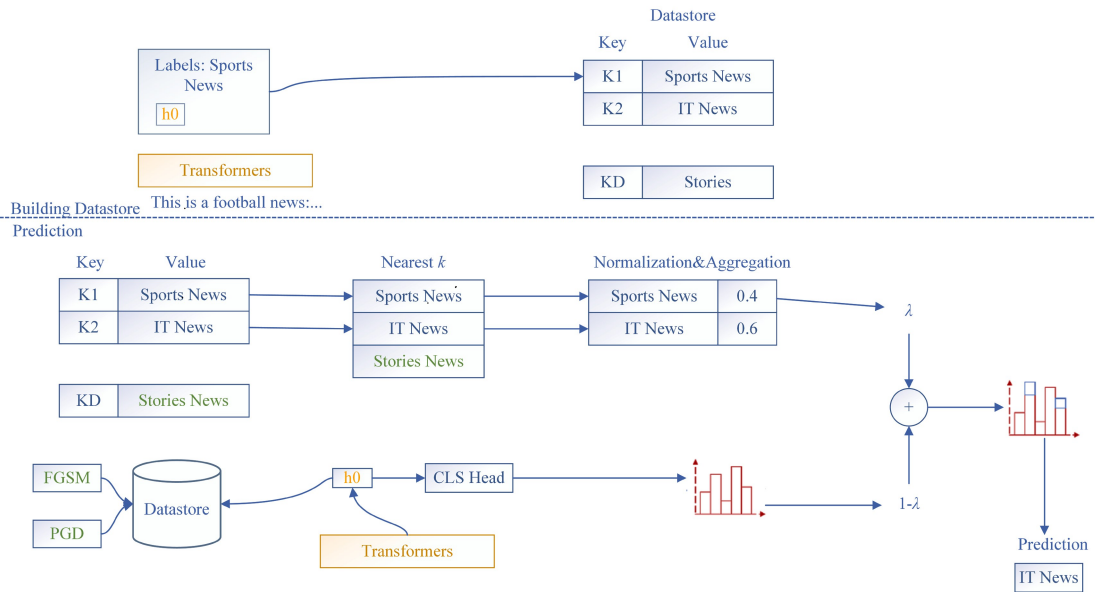 Datastore
Key Value
Labels: Sports
News
h0
K1 Sports News
K2 IT News
Transformers
KD Stories
This is a football news:...
Building Datastore
Prediction
Key Value
Nearest k
Normalization&Aggregation
K1 Sports News
Sports News
Sports News 0.4
λ
K2 IT News
IT News
IT News 0.6
Stories News
KD Stories News
+
FGSM
h0
CLS Head
Datastore
1-λ
PGD
Transformers
Prediction
IT News